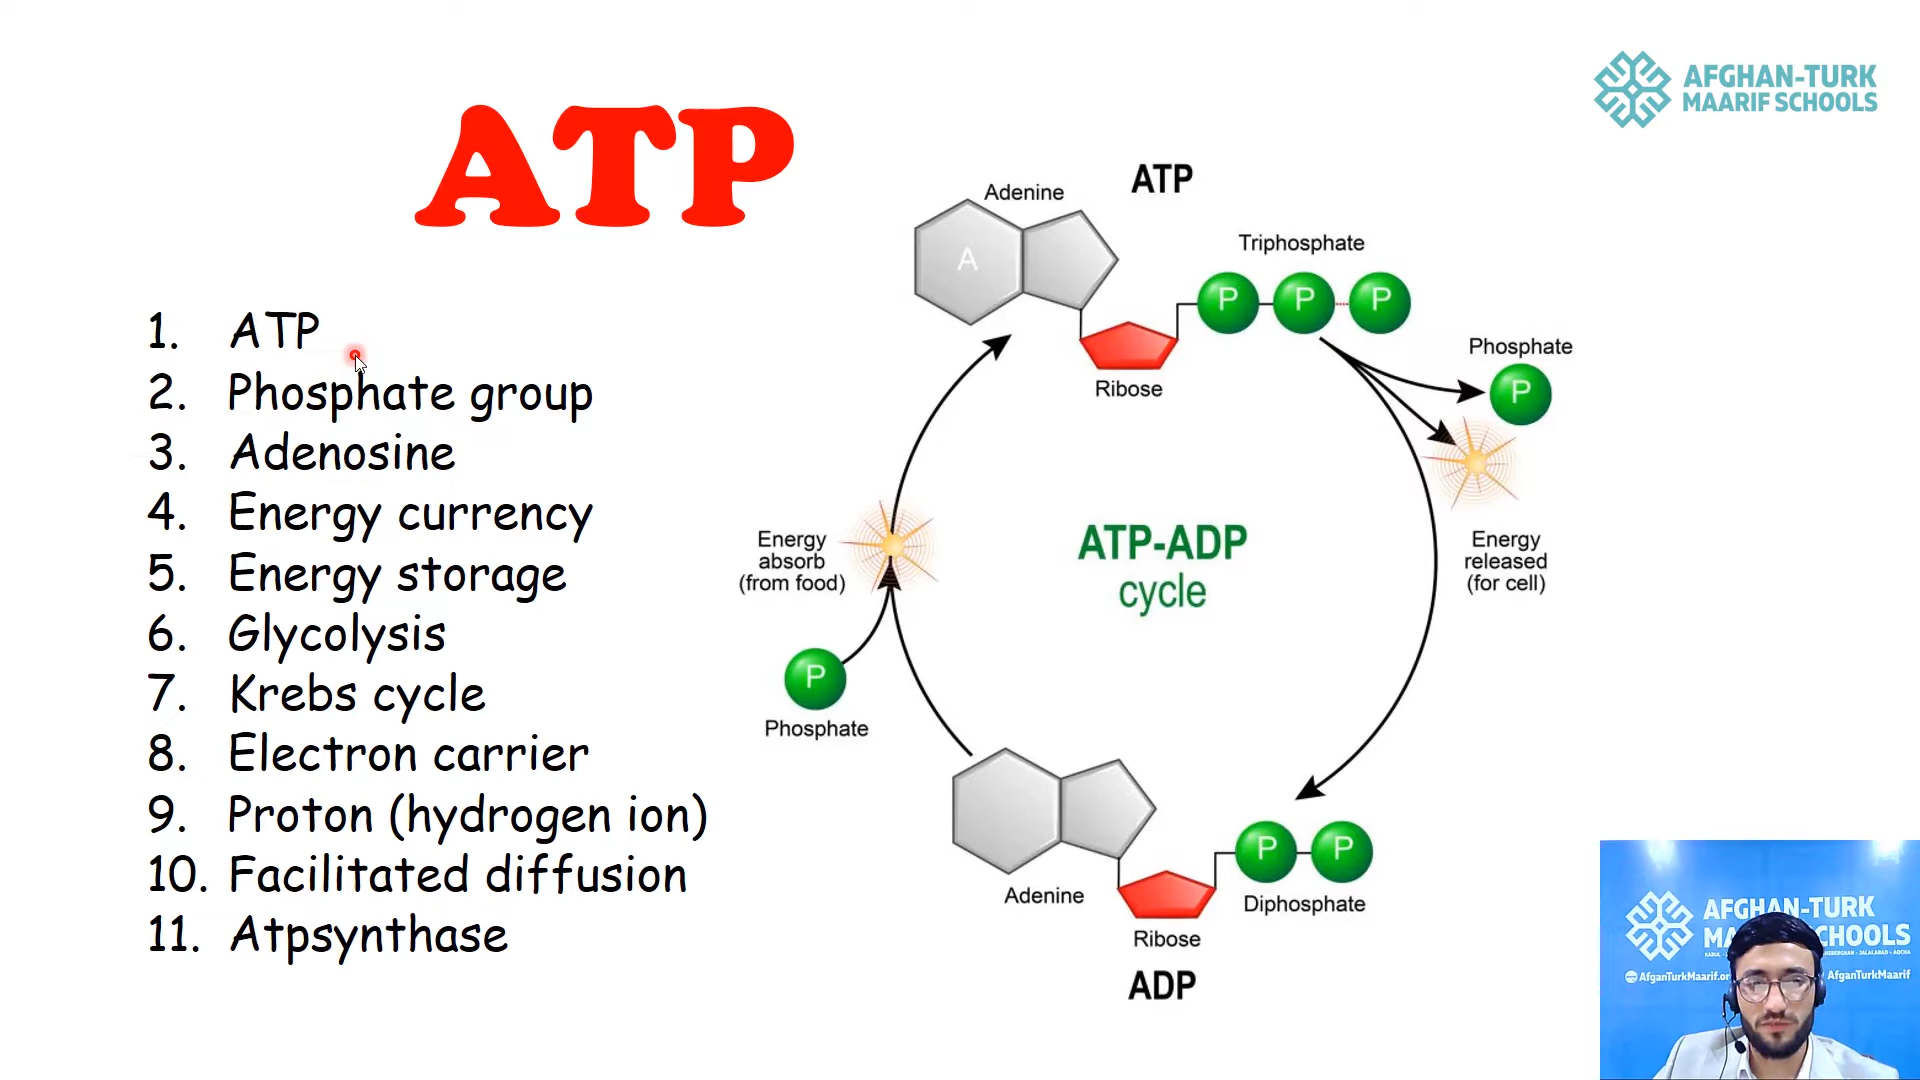 AFGHAN-TURK
MAARIF SCHOOLS
ATP
1. ATP
2. Phosphate group
3. Adenosine
4. Energy currency
5. Energy storage
6. Glycolysis
7. Krebs cycle
8. Electron carrier
9. Proton (hydrogen ion)
10. Facilitated diffusion
11. Atpsynthase
ATP
Adenine
A
Triphosphate
P P P
Ribose
Phosphate
P
Energy
released
(for cell)
ATP-ADP
cycle
Energy
absorb
(from food)
P
Phosphate
Adenine
P P
Diphosphate
Ribose
ADP
AFGHAN-TURK
SCHOOLS
AfganTurkMaarif